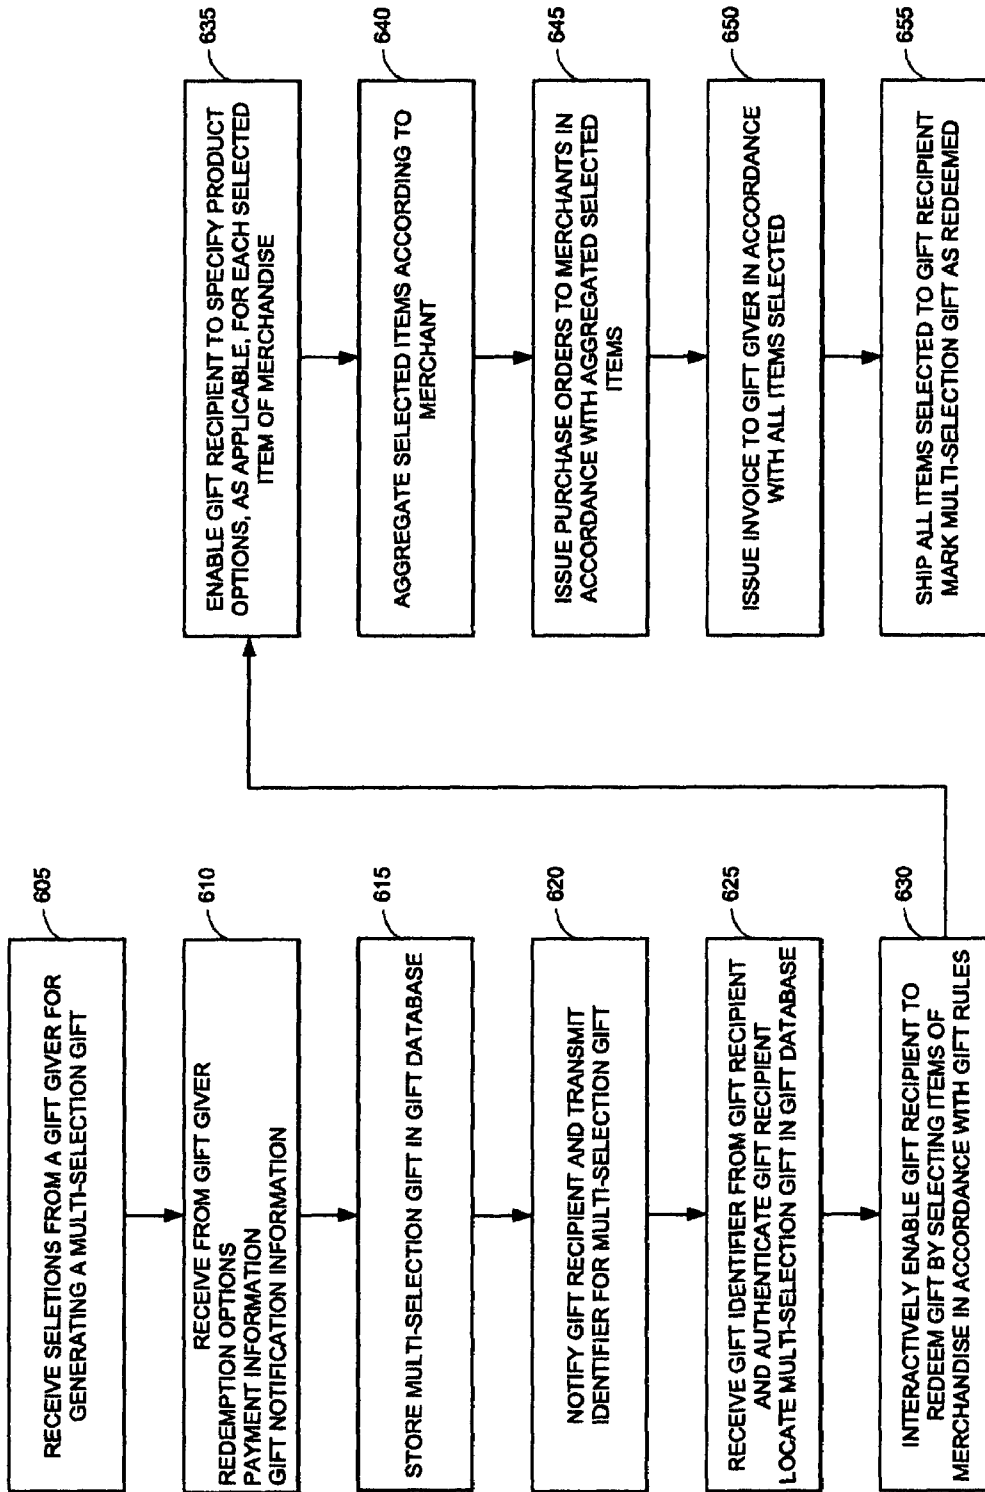 605
RECEIVE SELETIONS FROM A GIFT GIVER FOR
GENERATING A MULTI-SELECTION GIFT
610
RECEIVE FROM GIFT GIVER
REDEMPTION OPTIONS
PAYMENT INFORMATION
GIFT NOTIFICATION INFORMATION
615
STORE MULTI-SELECTION GIFT IN GIFT DATABASE
620
NOTIFY GIFT RECIPIENT AND TRANSMIT
IDENTIFIER FOR MULTI-SELECTION GIFT
625
RECEIVE GIFT IDENTIFIER FROM GIFT RECIPIENT
AND AUTHENTICATE GIFT RECIPIENT
LOCATE MULTI-SELECTION GIFT IN GIFT DATABASE
630
INTERACTIVELY ENABLE GIFT RECIPIENT TO
REDEEM GIFT BY SELECTING ITEMS OF
MERCHANDISE IN ACCORDANCE WITH GIFT RULES
635
ENABLE GIFT RECIPIENT TO SPECIFY PRODUCT
OPTIONS, AS APPLICABLE, FOR EACH SELECTED
ITEM OF MERCHANDISE
640
AGGREGATE SELECTED ITEMS ACCORDING TO
MERCHANT
645
ISSUE PURCHASE ORDERS TO MERCHANTS IN
ACCORDANCE WITH AGGREGATED SELECTED
ITEMS
650
ISSUE INVOICE TO GIFT GIVER IN ACCORDANCE
WITH ALL ITEMS SELECTED
655
SHIP ALL ITEMS SELECTED TO GIFT RECIPIENT
MARK MULTI-SELECTION GIFT AS REDEEMED